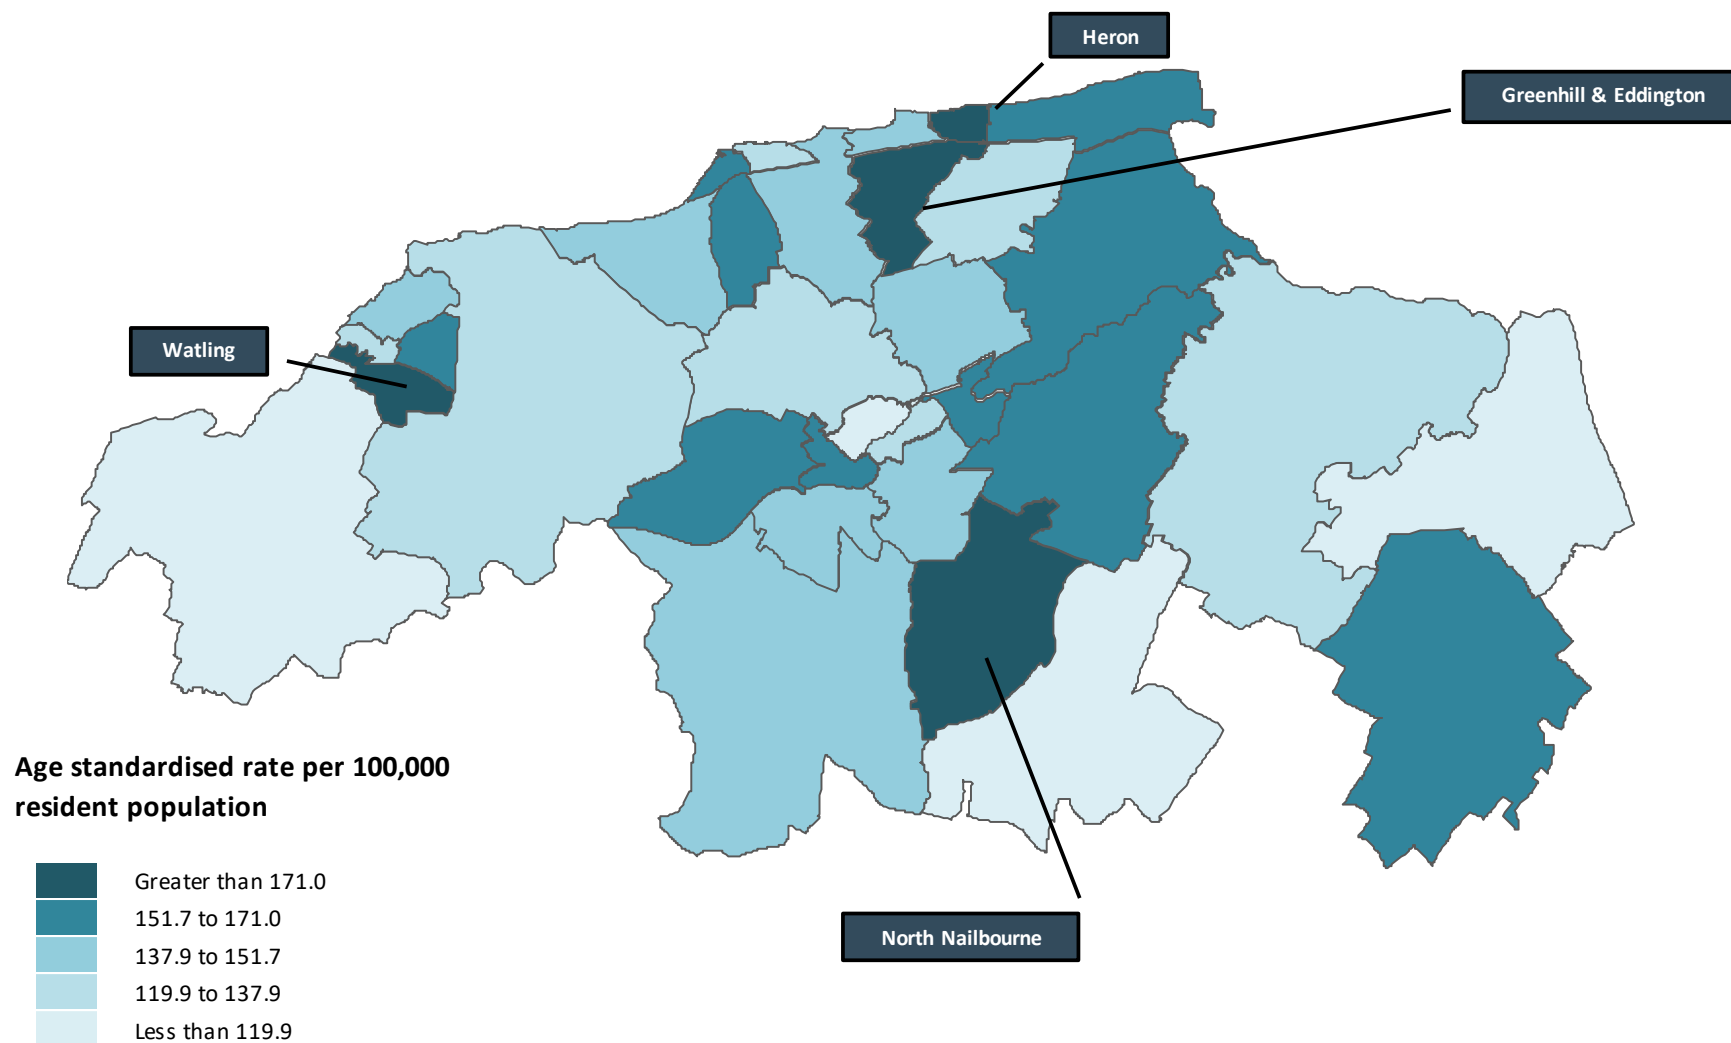 Heron
Greenhill & Eddington
Watling
North Nailbourne
Age standardised rate per 100,000
resident population
Greater than 171.0
151.7 to 171.0
137.9 to 151.7
119.9 to 137.9
Less than 119.9